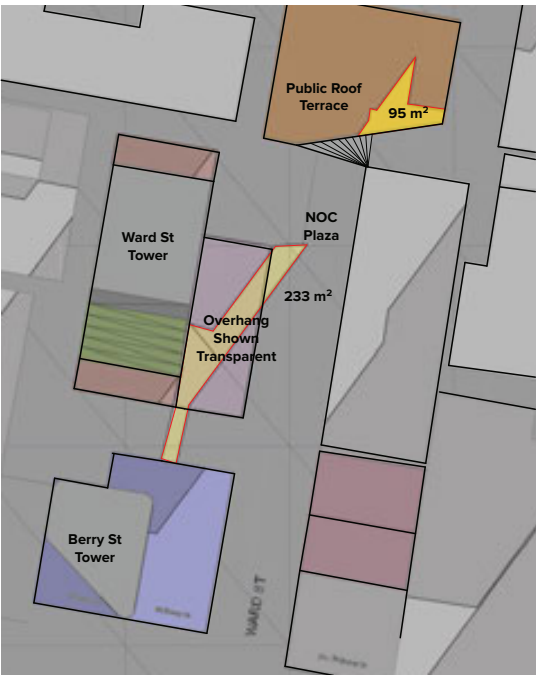 Public Roof
Terrace
95 m²
NOC
Plaza
Ward St
Tower
233 m²
Overhang
Shown
Transparent
Berry St
Tower
WARD ST